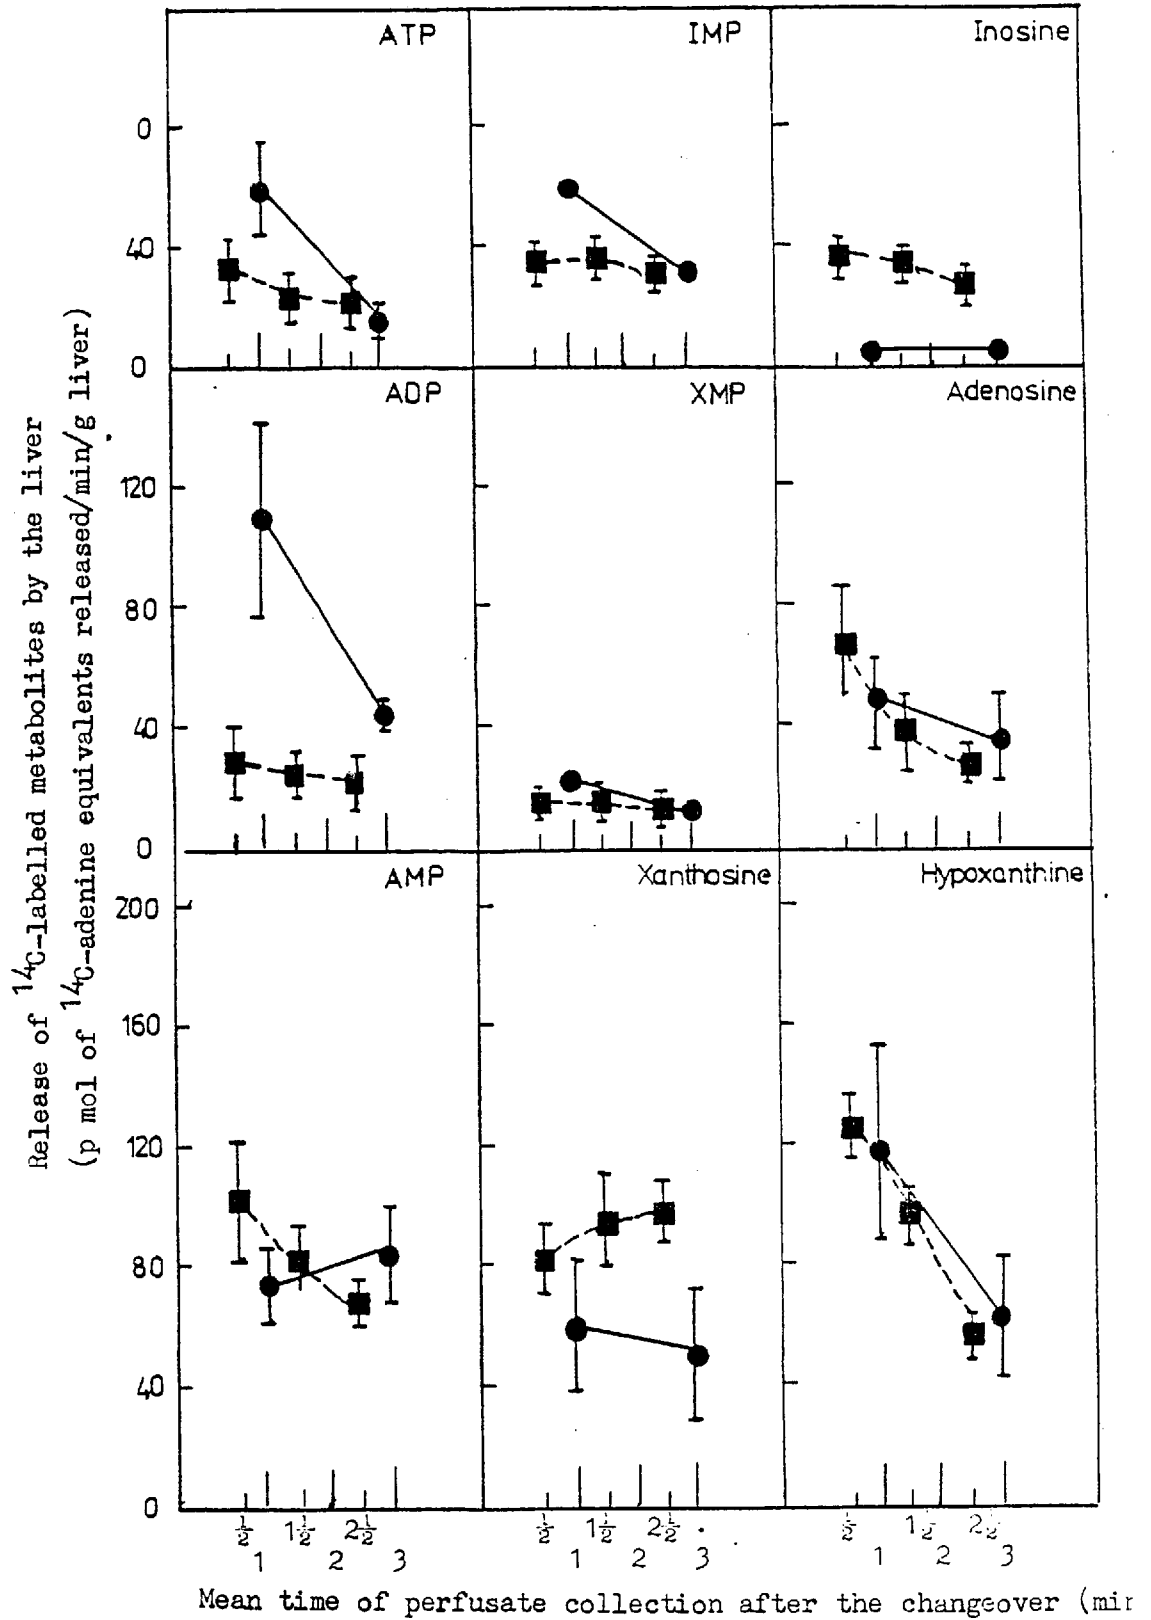 ATP IMP Inosine
0
40
0
ADP XMP Adenosine
120
80
40
0
AMP Xanthosine Hypoxanthine
200
160
120
80
40
0
½ 1½ 2½ ½ 1½ 2½
1 2 3 1 2 3 1 2 3
Mean time of perfusate collection after the changeover (mir
Release of 14C-labelled metabolites by the liver
(p mol of 14C-adenine equivalents released/min/g liver)